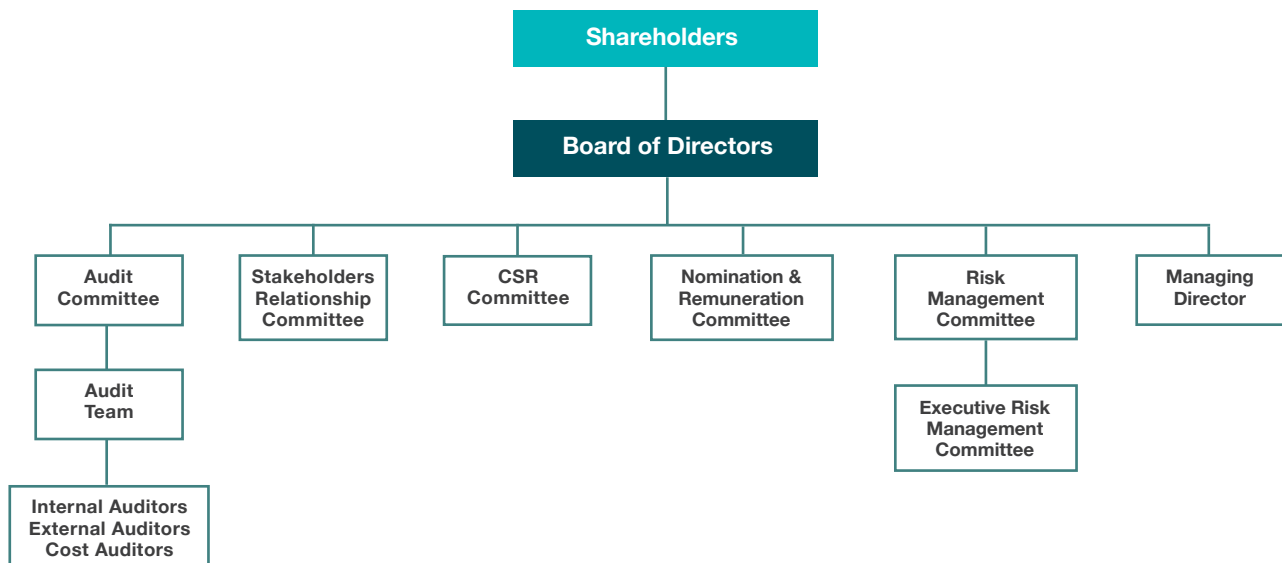 Shareholders
Board of Directors
Audit
Committee
Stakeholders
Relationship
Committee
CSR
Committee
Nomination &
Remuneration
Committee
Risk
Management
Committee
Managing
Director
Audit
Team
Executive Risk
Management
Committee
Internal Auditors
External Auditors
Cost Auditors